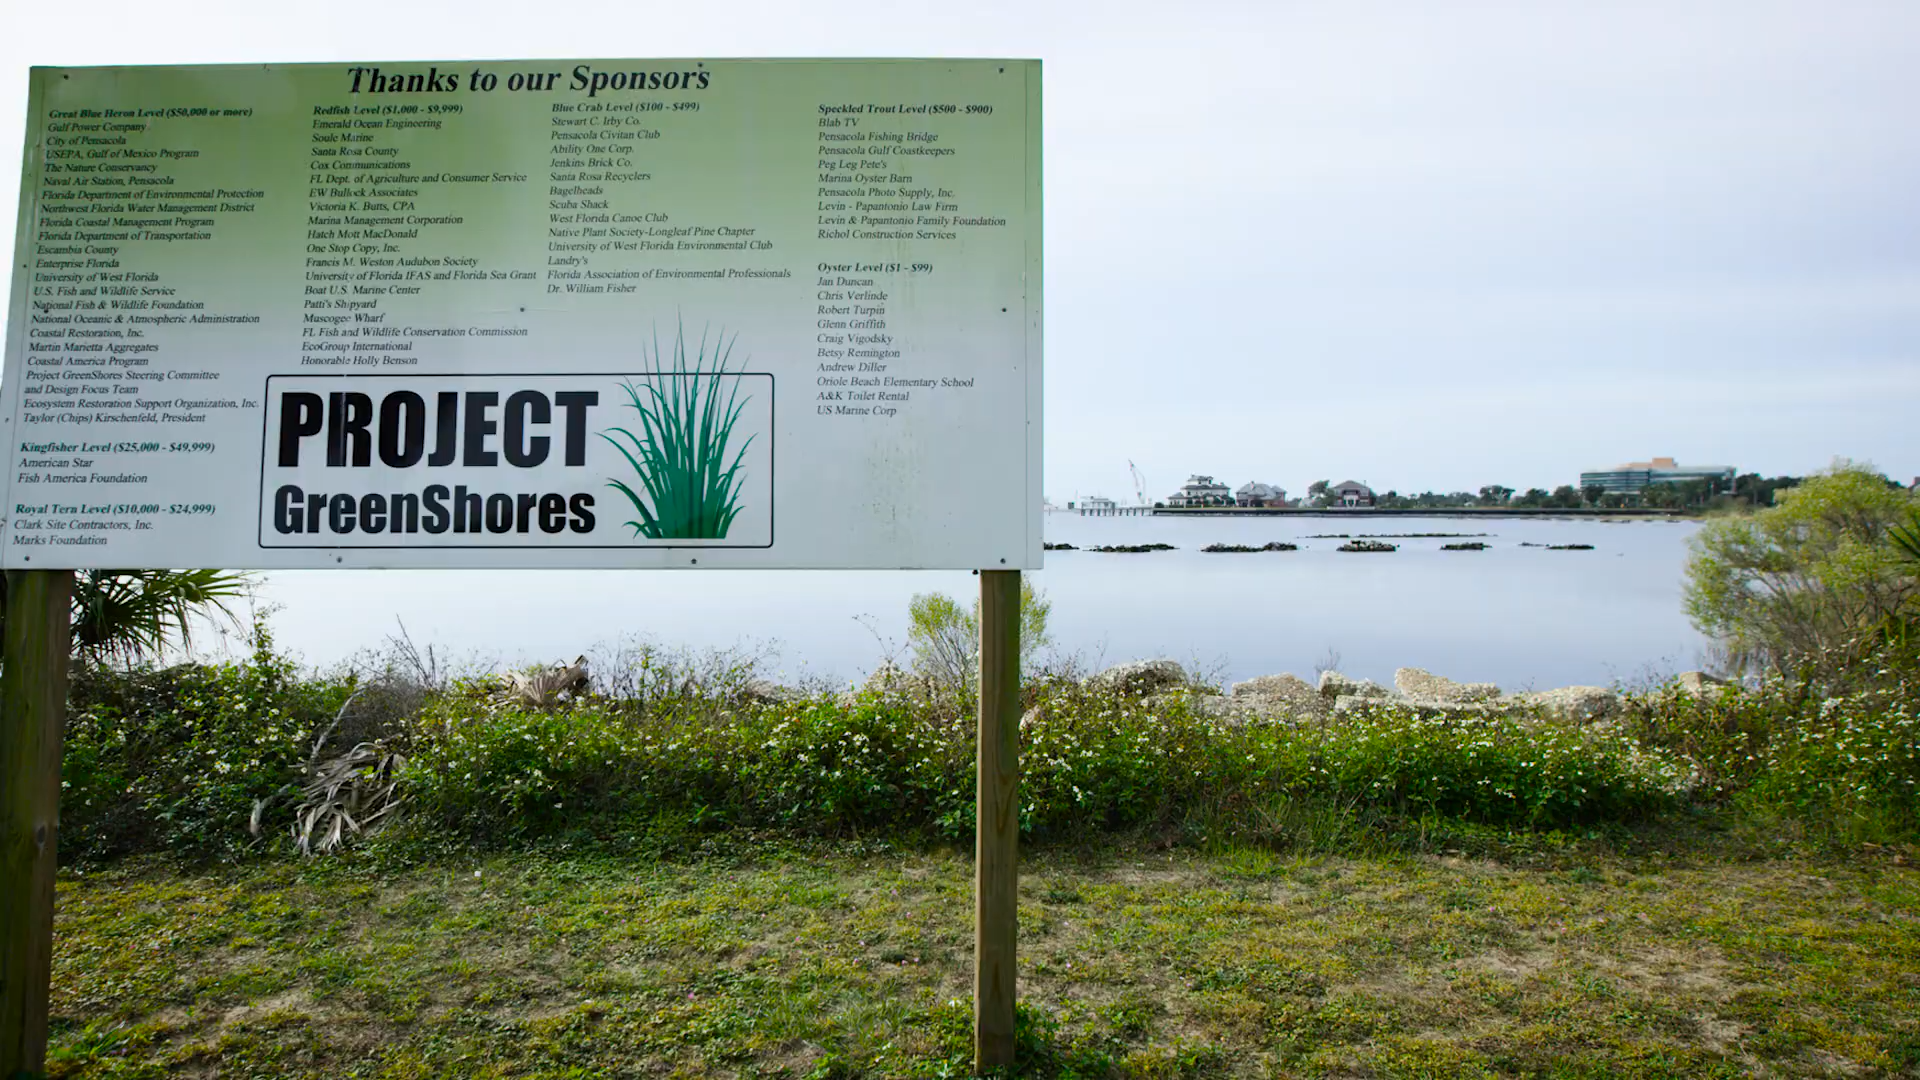 Thanks to our Sponsors
Great Blue Heron Level ($50,000 or more)
Gulf Power Company
City of Pensacola
USEPA, Gulf of Mexico Program
The Nature Conservancy
Naval Air Station, Pensacola
Florida Department of Environmental Protection
Northwest Florida Water Management District
Florida Coastal Management Program
Florida Department of Transportation
Escambia County
Enterprise Florida
University of West Florida
U.S. Fish and Wildlife Service
National Fish & Wildlife Foundation
National Oceanic & Atmospheric Administration
Coastal Restoration, Inc.
Martin Marietta Aggregates
Coastal America Program
Project GreenShores Steering Committee
and Design Focus Team
Ecosystem Restoration Support Organization, Inc.
Taylor (Chips) Kirschenfeld, President
Kingfisher Level ($25,000 - $49,999)
American Star
Fish America Foundation
Royal Tern Level ($10,000 - $24,999)
Clark Site Contractors, Inc.
Marks Foundation
Redfish Level ($1,000 - $9,999)
Emerald Ocean Engineering
Soule Marine
Santa Rosa County
Cox Communications
FL Dept. of Agriculture and Consumer Service
EW Bullock Associates
Victoria K. Butts, CPA
Marina Management Corporation
Hatch Mott MacDonald
One Stop Copy, Inc.
Francis M. Weston Audubon Society
University of Florida IFAS and Florida Sea Grant
Boat U.S. Marine Center
Patti's Shipyard
Muscogee Wharf
FL Fish and Wildlife Conservation Commission
EcoGroup International
Honorable Holly Benson
Blue Crab Level ($100 - $499)
Stewart C. Irby Co.
Pensacola Civitan Club
Ability One Corp.
Jenkins Brick Co.
Santa Rosa Recyclers
Bagelheads
Scuba Shack
West Florida Canoe Club
Native Plant Society-Longleaf Pine Chapter
University of West Florida Environmental Club
Landry's
Florida Association of Environmental Professionals
Dr. William Fisher
Speckled Trout Level ($500 - $900)
Blab TV
Pensacola Fishing Bridge
Pensacola Gulf Coastkeepers
Peg Leg Pete's
Marina Oyster Barn
Pensacola Photo Supply, Inc.
Levin - Papantonio Law Firm
Levin & Papantonio Family Foundation
Richol Construction Services
Oyster Level ($1 - $99)
Jan Duncan
Chris Verlinde
Robert Turpin
Glenn Griffith
Craig Vigodsky
Betsy Remington
Andrew Diller
Oriole Beach Elementary School
A&K Toilet Rental
US Marine Corp
PROJECT
GreenShores